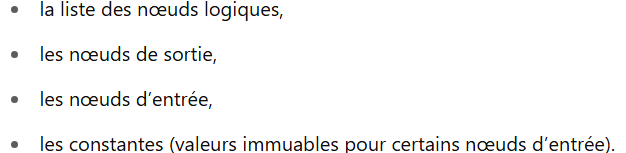 • la liste des nœuds logiques,
• les nœuds de sortie,
• les nœuds d’entrée,
• les constantes (valeurs immuables pour certains nœuds d’entrée).